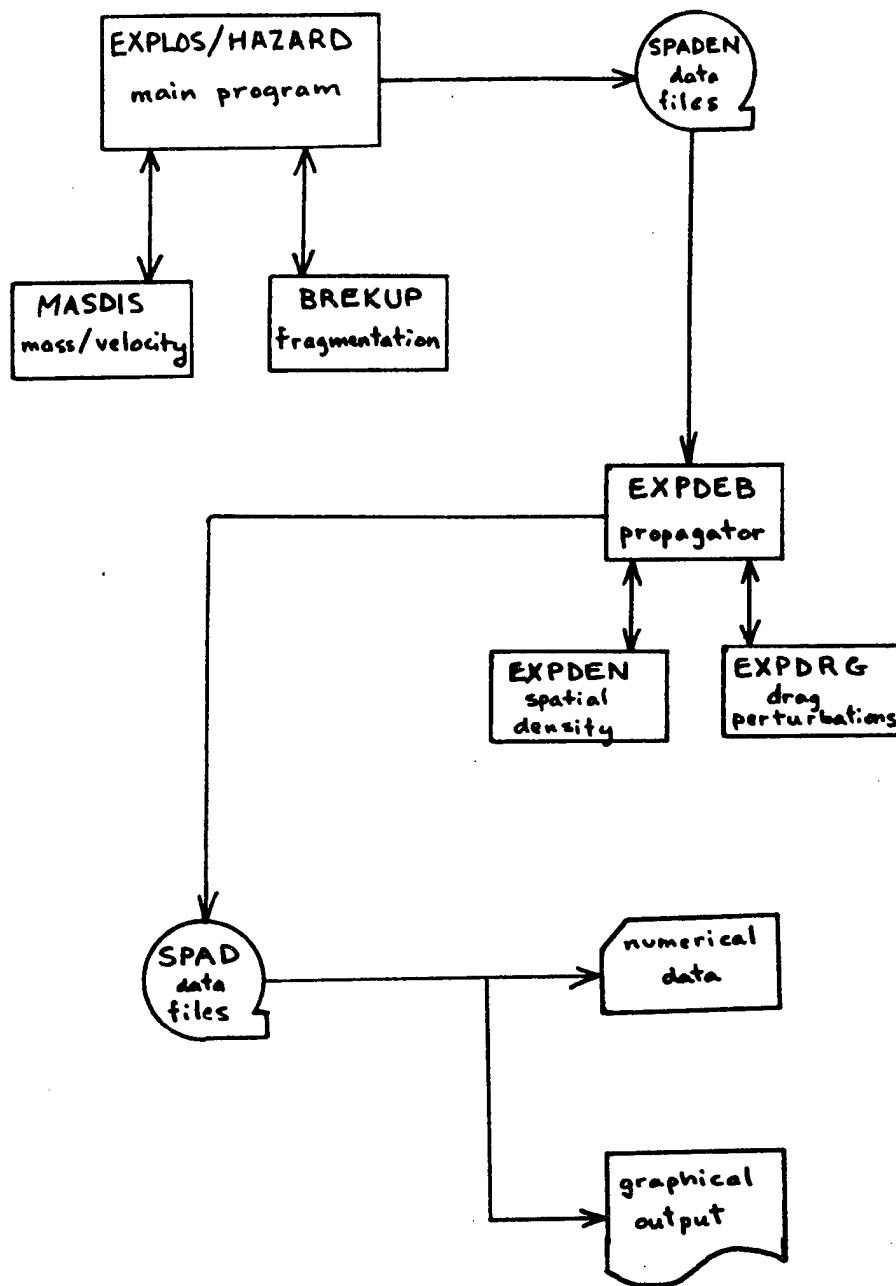 EXPLOS/HAZARD
main program
SPADEN
data
files
MASDIS
mass/velocity
BREKUP
fragmentation
EXPDEB
propagator
EXPDEN
spatial
density
EXPDRG
drag
perturbations
SPAD
data
files
numerical
data
graphical
output